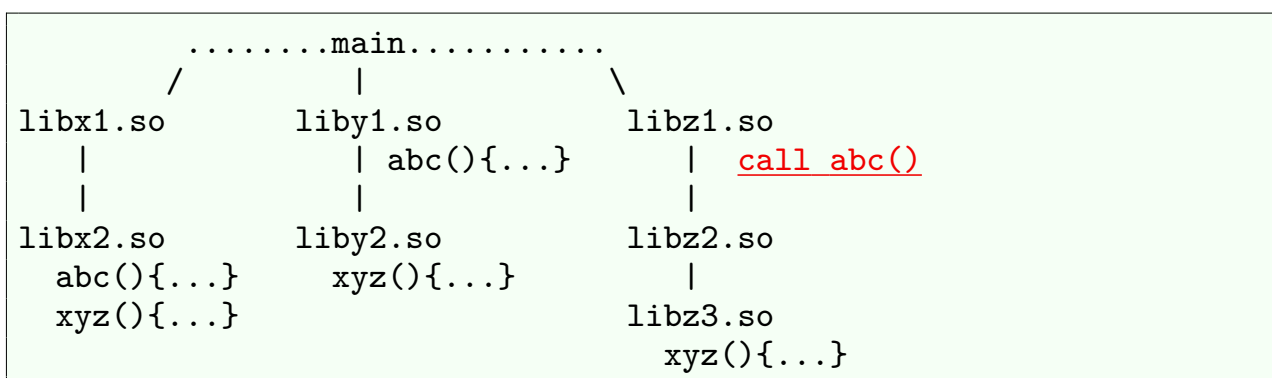 ........main...........
/ | \
libx1.so liby1.so libz1.so
| | abc(){...} | call abc()
| | |
libx2.so liby2.so libz2.so
abc(){...} xyz(){...} |
xyz(){...} libz3.so
xyz(){...}